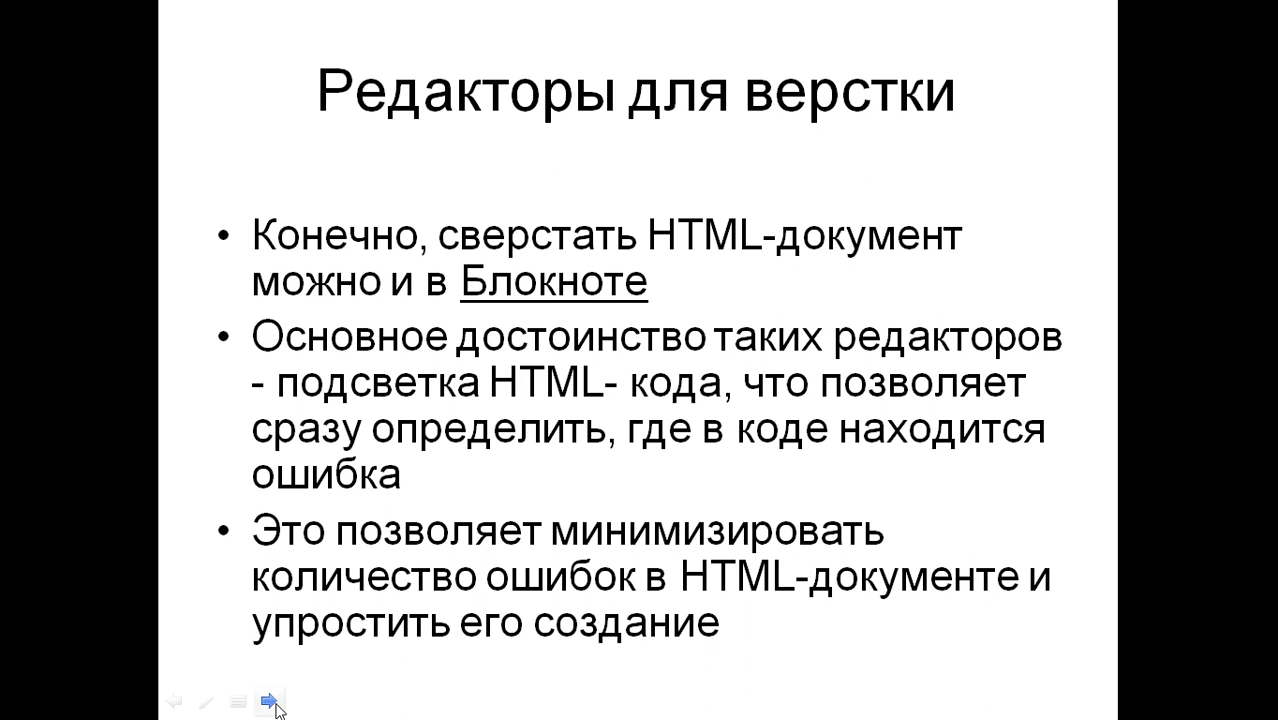 Редакторы для верстки
• Конечно, сверстать HTML-документ
можно и в Блокноте
• Основное достоинство таких редакторов
- подсветка HTML- кода, что позволяет
сразу определить, где в коде находится
ошибка
• Это позволяет минимизировать
количество ошибок в HTML-документе и
упростить его создание